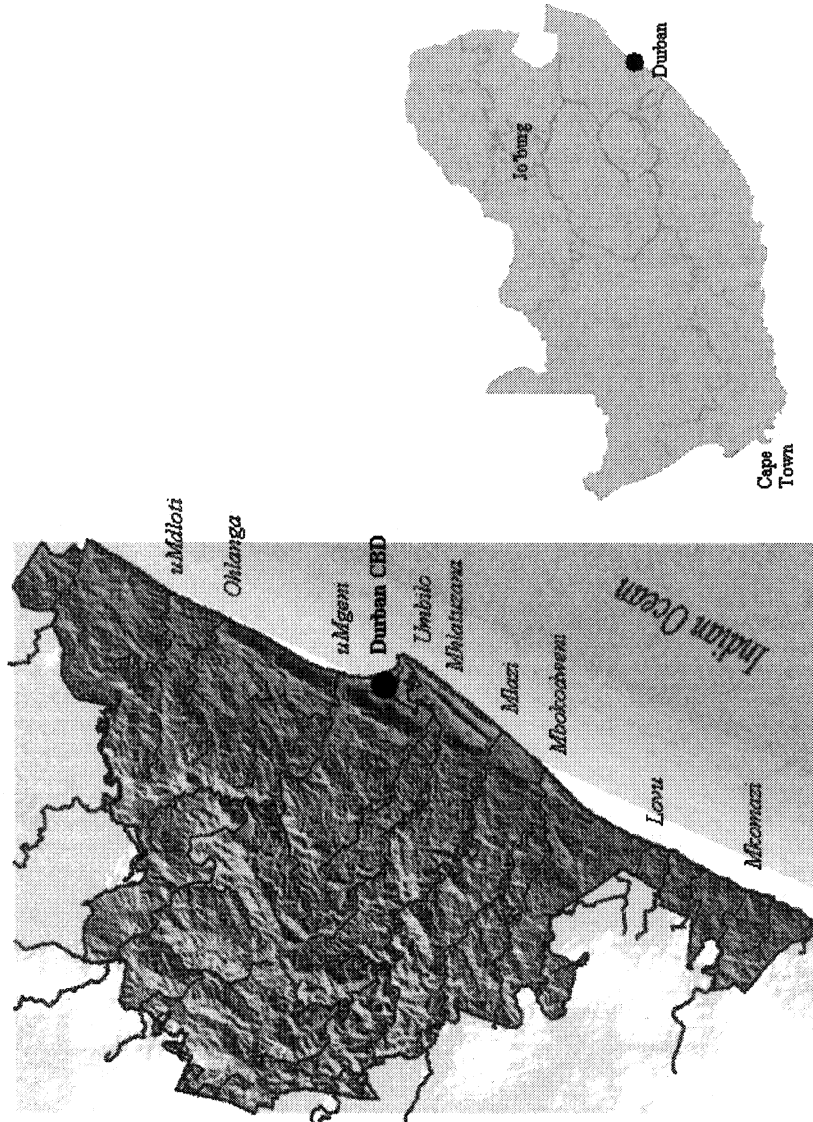 uMdloti
Ohlanga
uMgeni
Durban CBD
Umbilo
Mhlatuzana
Mlazi
Mbokodweni
Lovu
Mkomazi
Indian Ocean
Jo'burg
Durban
Cape
Town